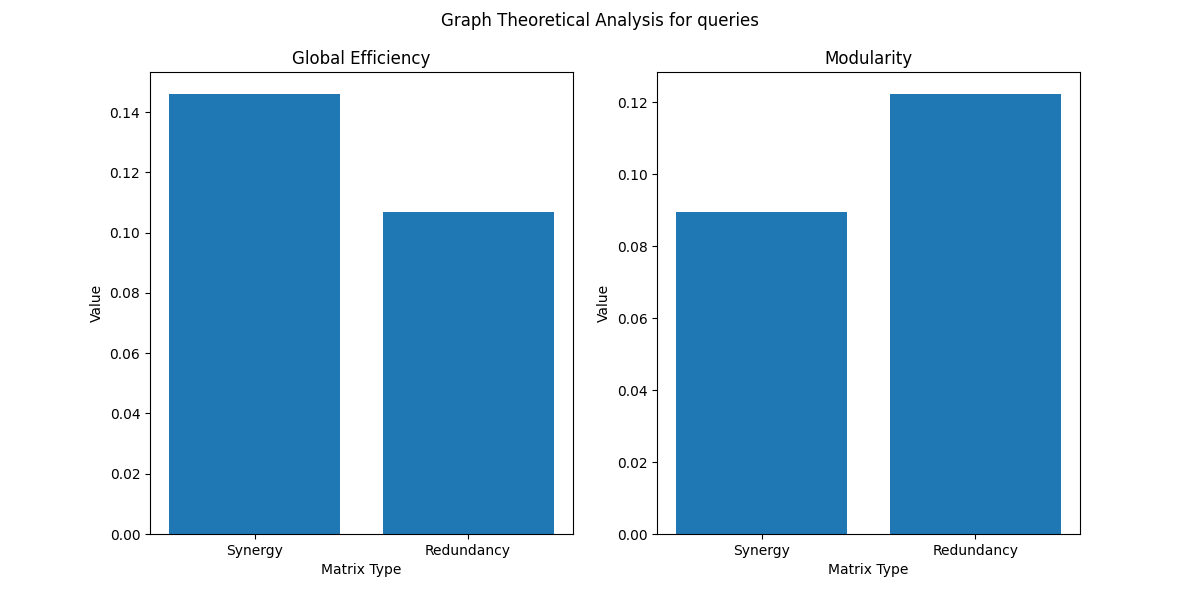 Graph Theoretical Analysis for queries
Global Efficiency
0.14
0.12
0.10
0.08
0.06
0.04
0.02
0.00
Value
Synergy
Redundancy
Matrix Type
Modularity
0.12
0.10
0.08
0.06
0.04
0.02
0.00
Value
Synergy
Redundancy
Matrix Type